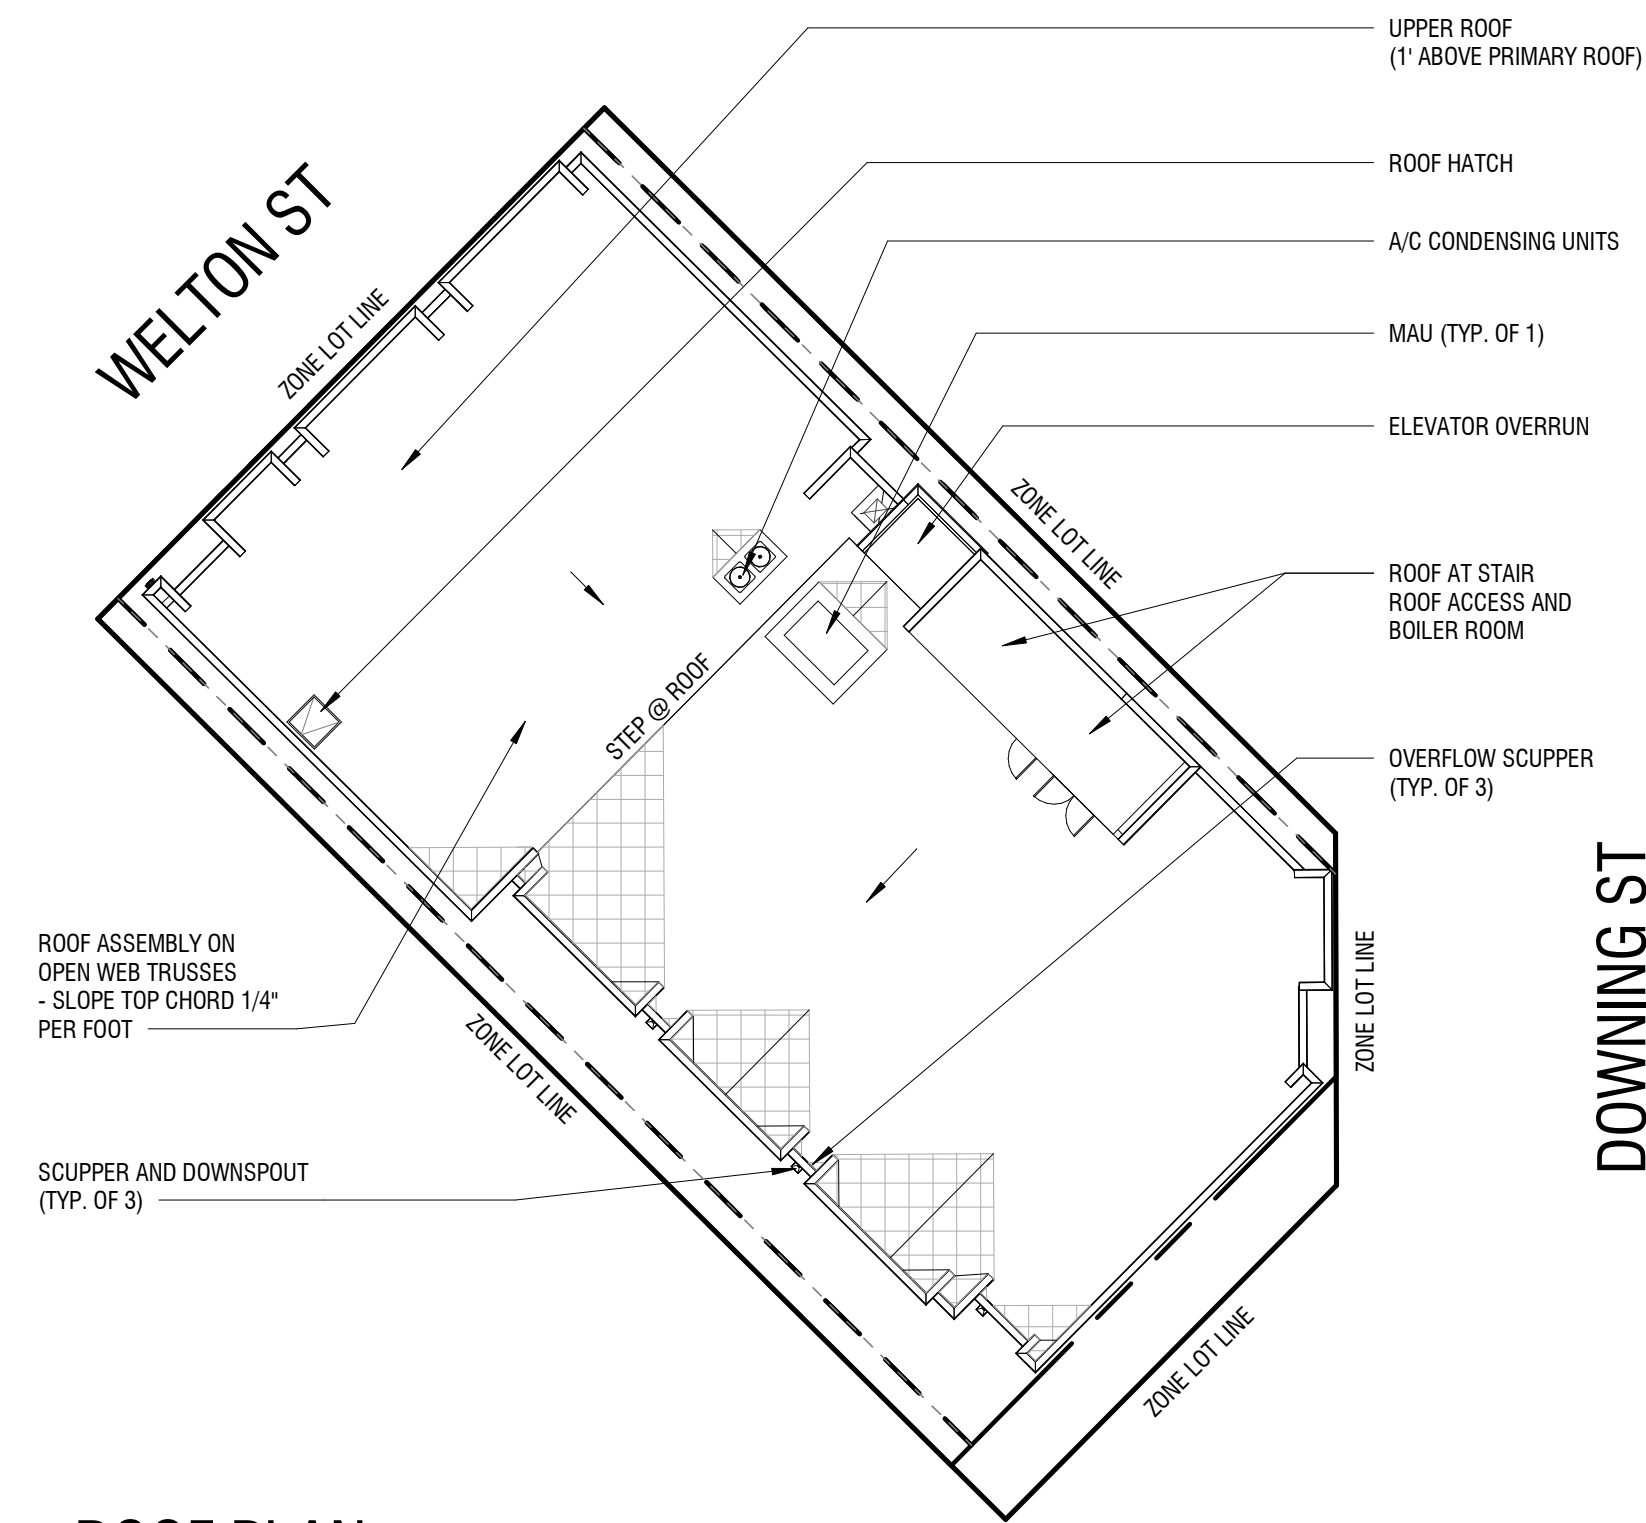 UPPER ROOF
(1' ABOVE PRIMARY ROOF)
ROOF HATCH
A/C CONDENSING UNITS
MAU (TYP. OF 1)
ELEVATOR OVERRUN
ROOF AT STAIR
ROOF ACCESS AND
BOILER ROOM
OVERFLOW SCUPPER
(TYP. OF 3)
WELTON ST
ZONE LOT LINE
ZONE LOT LINE
STEP @ ROOF
DOWNING ST
ZONE LOT LINE
ROOF ASSEMBLY ON
OPEN WEB TRUSSES
- SLOPE TOP CHORD 1/4"
PER FOOT
ZONE LOT LINE
SCUPPER AND DOWNSPOUT
(TYP. OF 3)
ZONE LOT LINE
ROOF PLAN